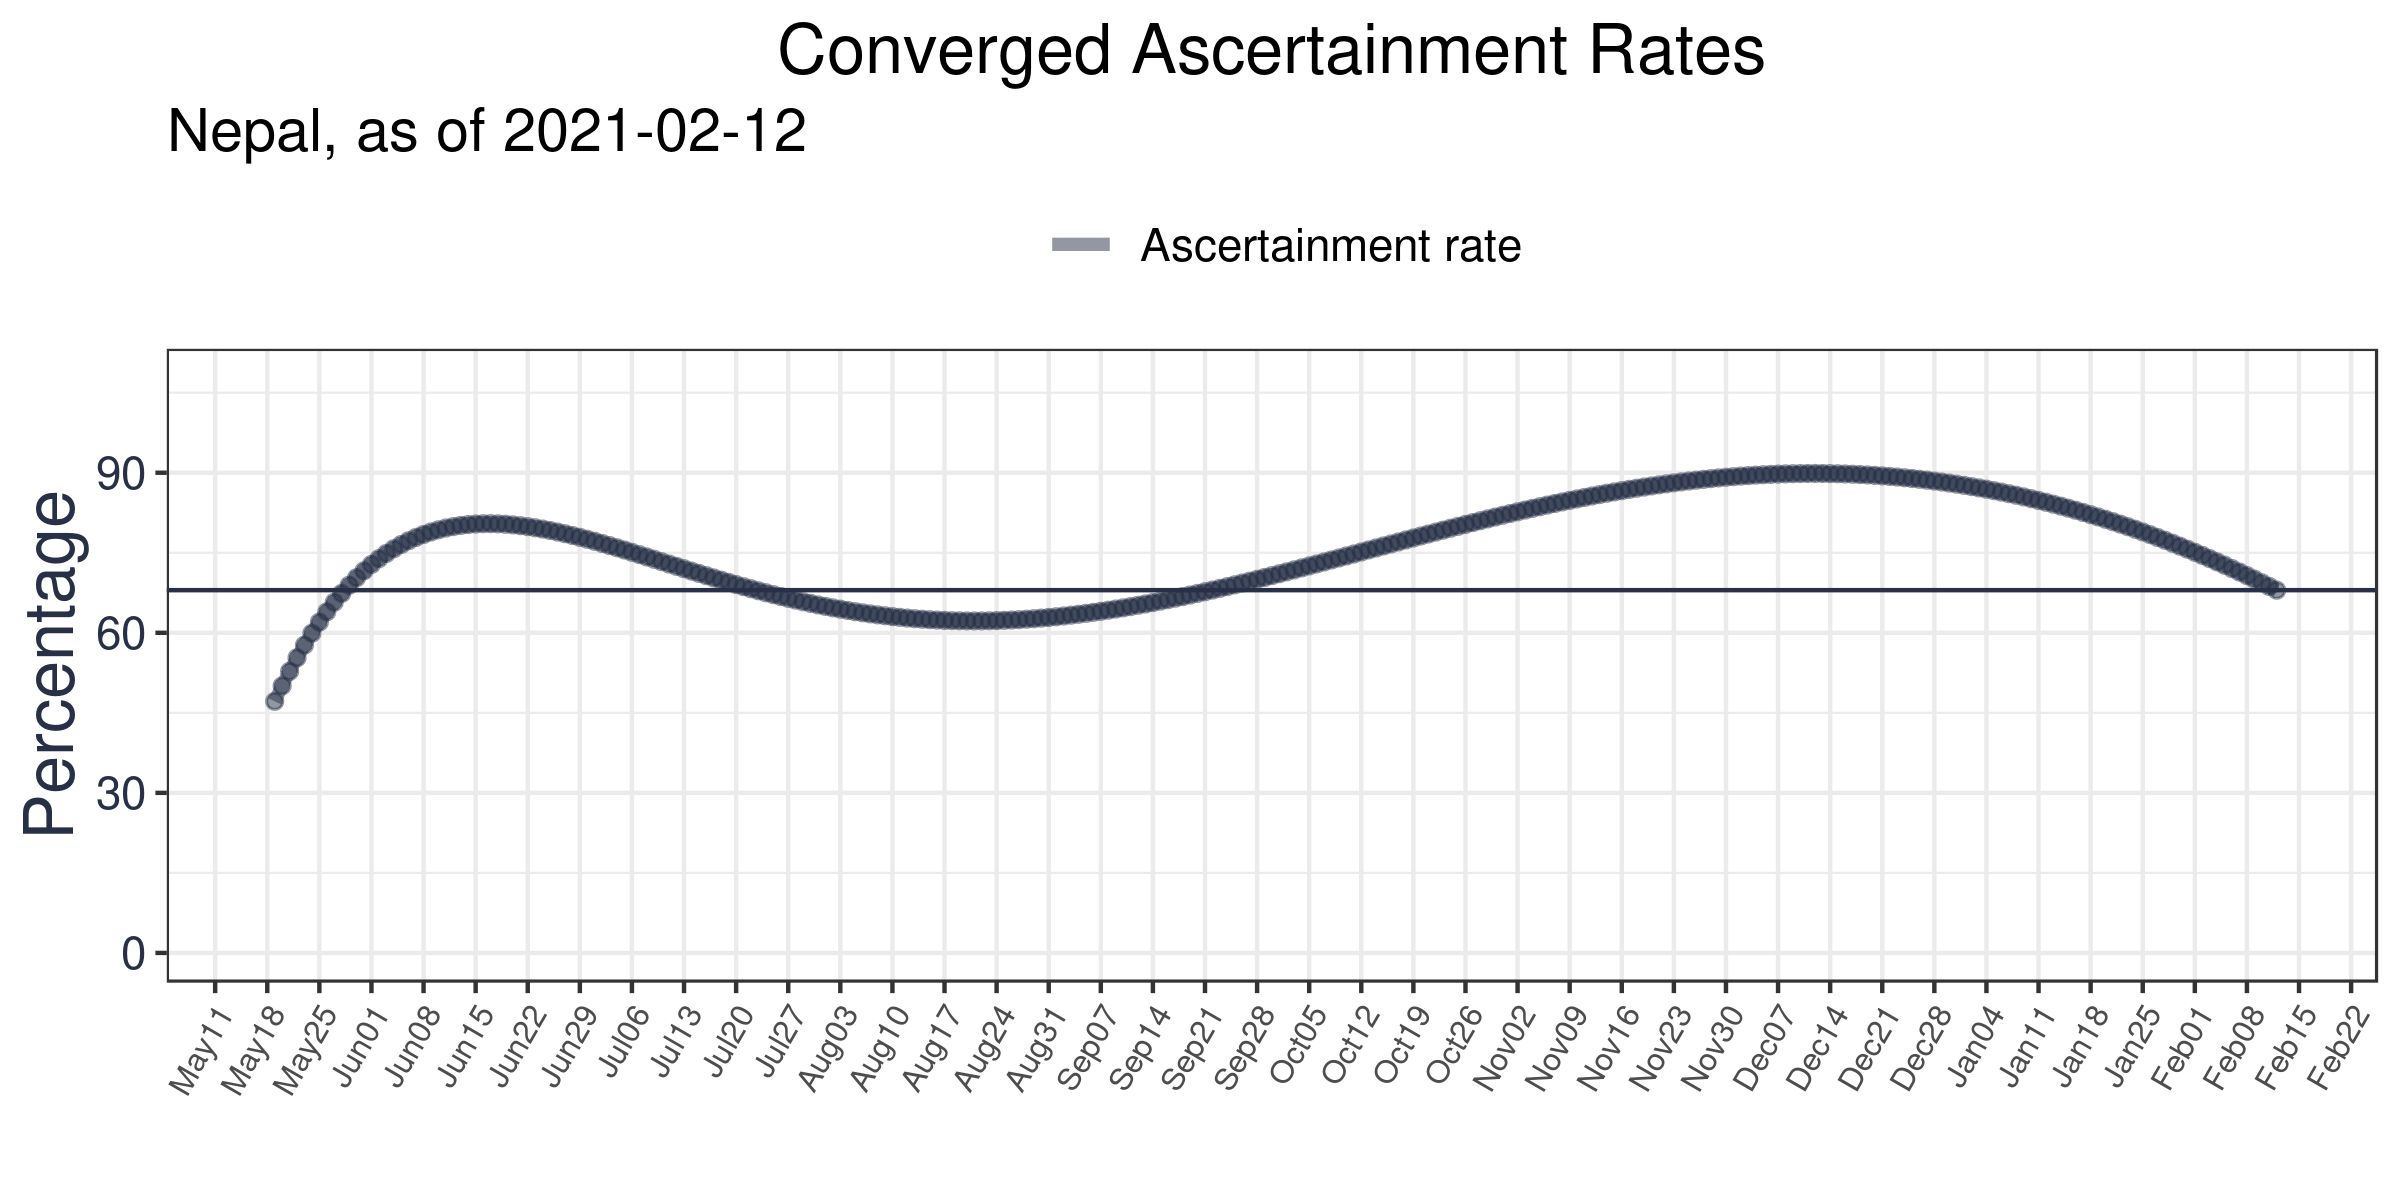 Converged Ascertainment Rates
Nepal, as of 2021-02-12
Ascertainment rate
Percentage
90
60
30
0
May11 May18 May25 Jun01 Jun08 Jun15 Jun22 Jun29 Jul06 Jul13 Jul20 Jul27 Aug03 Aug10 Aug17 Aug24 Aug31 Sep07 Sep14 Sep21 Sep28 Oct05 Oct12 Oct19 Oct26 Nov02 Nov09 Nov16 Nov23 Nov30 Dec07 Dec14 Dec21 Dec28 Jan04 Jan11 Jan18 Jan25 Feb01 Feb08 Feb15 Feb22